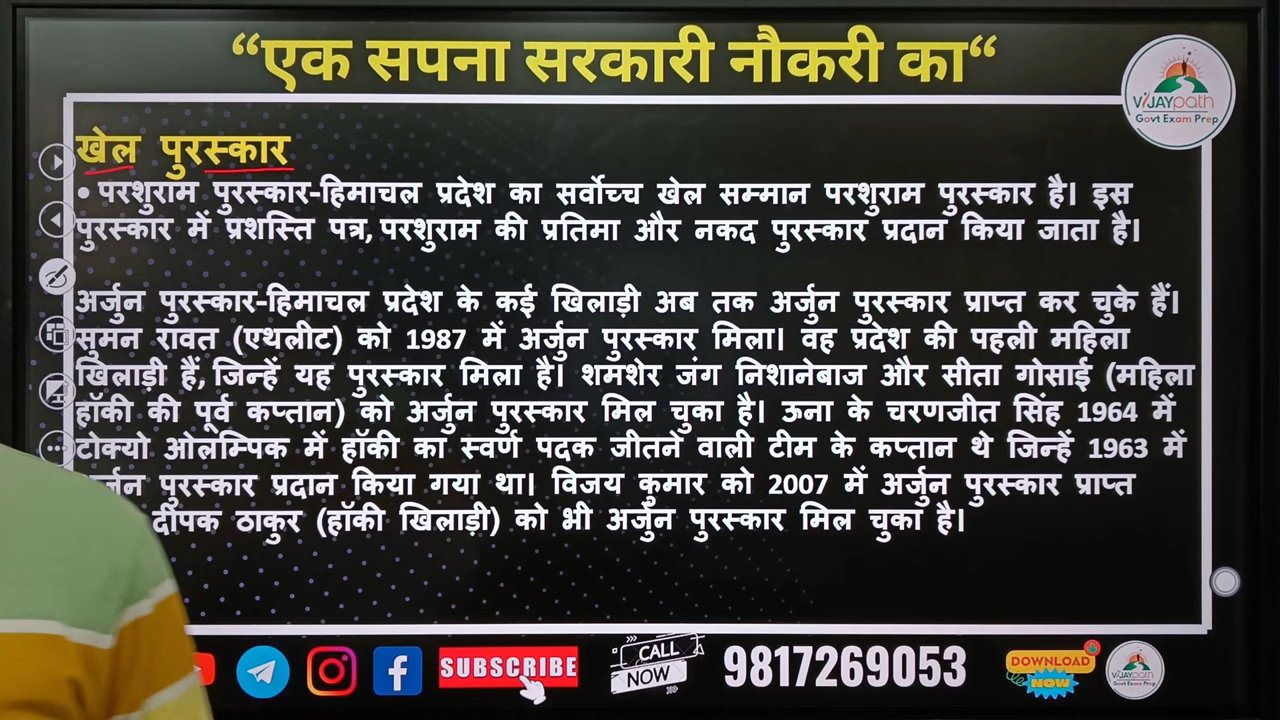 “एक सपना सरकारी नौकरी का“
VIJAYpath
Govt Exam Prep
खेल पुरस्कार
• परशुराम पुरस्कार-हिमाचल प्रदेश का सर्वोच्च खेल सम्मान परशुराम पुरस्कार है। इस
पुरस्कार में प्रशस्ति पत्र, परशुराम की प्रतिमा और नकद पुरस्कार प्रदान किया जाता है।
अर्जुन पुरस्कार-हिमाचल प्रदेश के कई खिलाड़ी अब तक अर्जुन पुरस्कार प्राप्त कर चुके हैं।
सुमन रावत (एथलीट) को 1987 में अर्जुन पुरस्कार मिला। वह प्रदेश की पहली महिला
खिलाड़ी हैं, जिन्हें यह पुरस्कार मिला है। शमशेर जंग निशानेबाज और सीता गोसाई (महिला
हॉकी की पूर्व कप्तान) को अर्जुन पुरस्कार मिल चुका है। ऊना के चरणजीत सिंह 1964 में
टोक्यो ओलम्पिक में हॉकी का स्वर्ण पदक जीतने वाली टीम के कप्तान थे जिन्हें 1963 में
पुरस्कार प्रदान किया गया था। विजय कुमार को 2007 में अर्जुन पुरस्कार प्राप्त
दीपक ठाकुर (हॉकी खिलाड़ी) को भी अर्जुन पुरस्कार मिल चुका है।
SUBSCRIBE
CALL
NOW
9817269053
DOWNLOAD
NOW
VIJAYpath
Govt Exam Prep